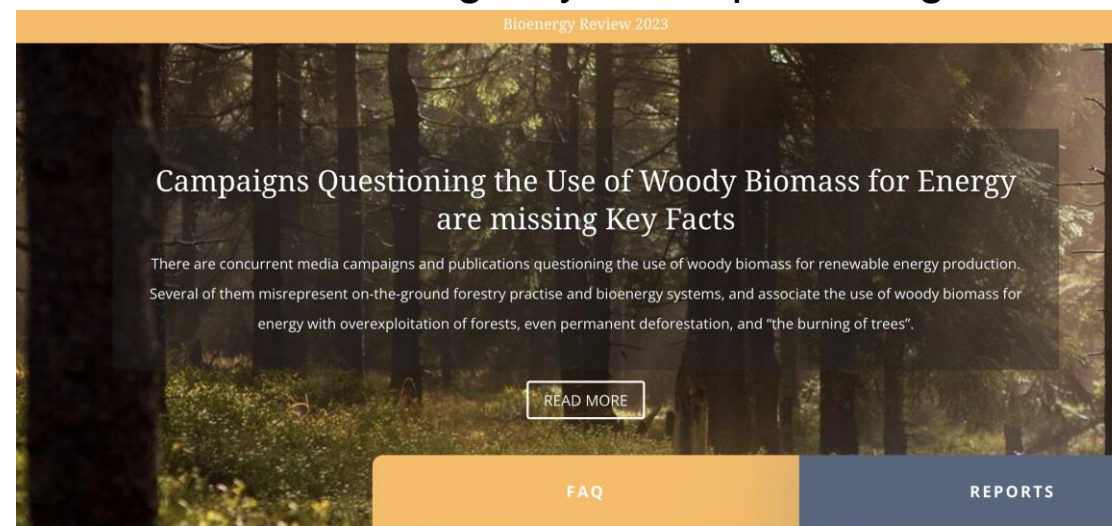 Bioenergy Review 2023
Campaigns Questioning the Use of Woody Biomass for Energy
are missing Key Facts
There are concurrent media campaigns and publications questioning the use of woody biomass for renewable energy production.
Several of them misrepresent on-the-ground forestry practise and bioenergy systems, and associate the use of woody biomass for
energy with overexploitation of forests, even permanent deforestation, and “the burning of trees”.
READ MORE
FAQ
REPORTS